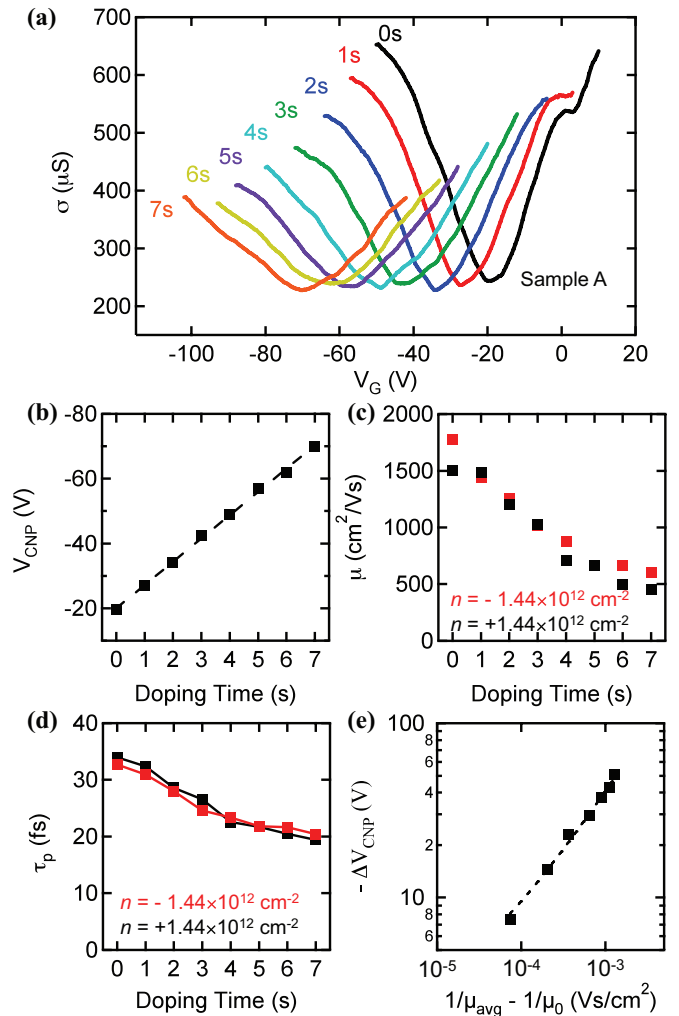 (a)
700
600
500
400
300
200
σ (μS)
0s
1s
2s
3s
4s
5s
6s
7s
Sample A
-100 -80 -60 -40 -20 0 20
V_G (V)
(b)
-80
-60
-40
-20
V_CNP (V)
0 1 2 3 4 5 6 7
Doping Time (s)
(c)
2000
1500
1000
500
0
μ (cm²/Vs)
n = - 1.44×10¹² cm⁻²
n = +1.44×10¹² cm⁻²
0 1 2 3 4 5 6 7
Doping Time (s)
(d)
40
30
20
10
0
τ_p (fs)
n = - 1.44×10¹² cm⁻²
n = +1.44×10¹² cm⁻²
0 1 2 3 4 5 6 7
Doping Time (s)
(e)
100
8
6
4
2
10
8
6
- ΔV_CNP (V)
10⁻⁵ 10⁻⁴ 10⁻³
1/μ_avg - 1/μ_0 (Vs/cm²)